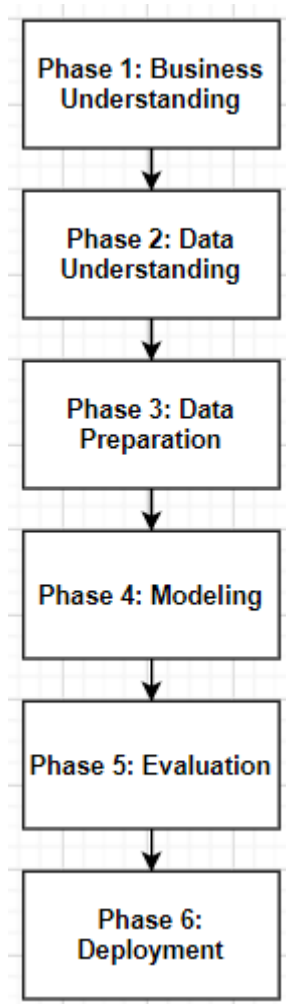 Phase 1: Business
Understanding
Phase 2: Data
Understanding
Phase 3: Data
Preparation
Phase 4: Modeling
Phase 5: Evaluation
Phase 6:
Deployment